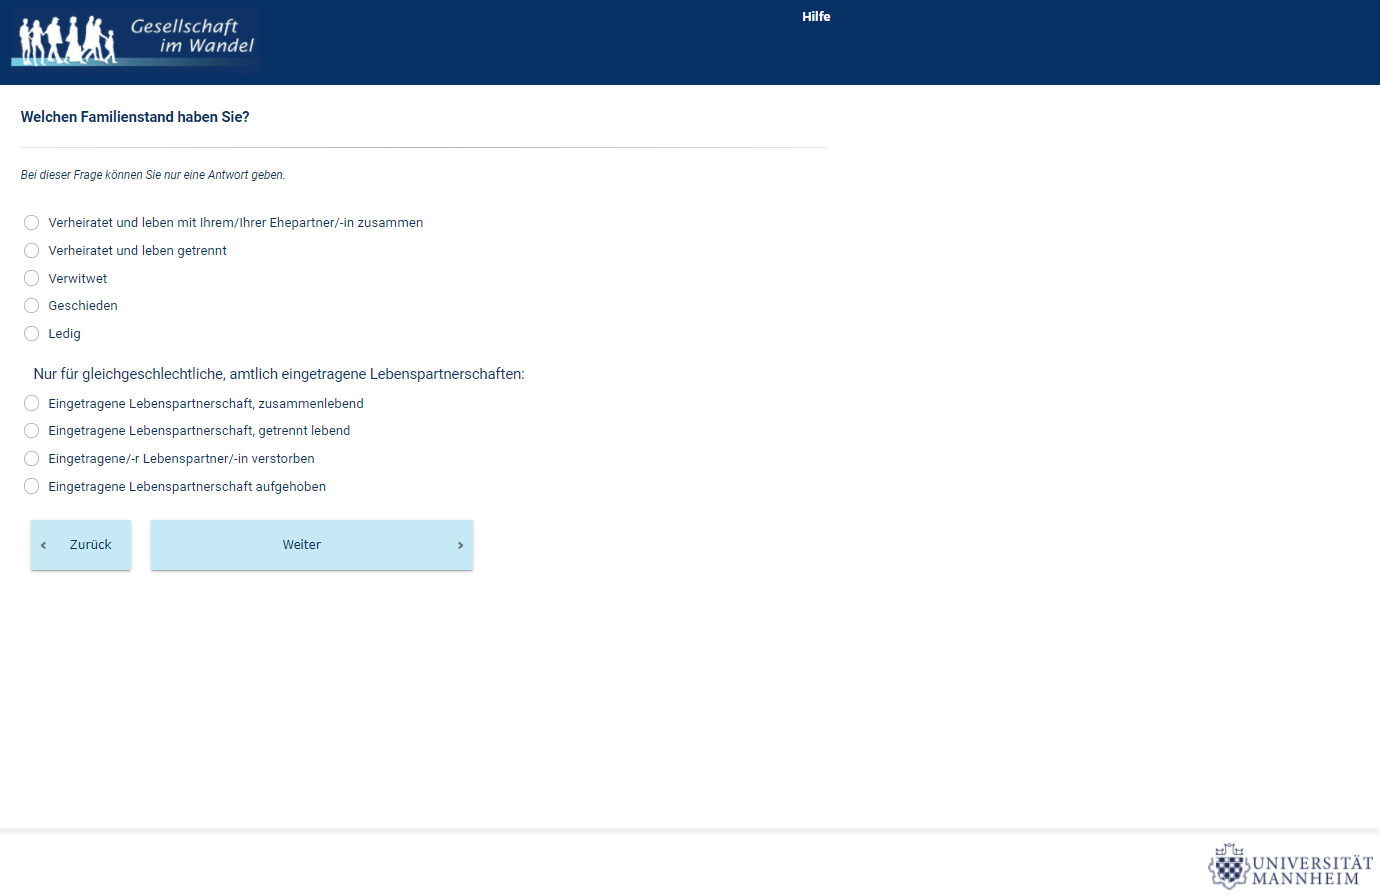 Gesellschaft
im Wandel
Hilfe
Welchen Familienstand haben Sie?
Bei dieser Frage können Sie nur eine Antwort geben.
Verheiratet und leben mit Ihrem/Ihrer Ehepartner/-in zusammen
Verheiratet und leben getrennt
Verwitwet
Geschieden
Ledig
Nur für gleichgeschlechtliche, amtlich eingetragene Lebenspartnerschaften:
Eingetragene Lebenspartnerschaft, zusammenlebend
Eingetragene Lebenspartnerschaft, getrennt lebend
Eingetragene/-r Lebenspartner/-in verstorben
Eingetragene Lebenspartnerschaft aufgehoben
‹ Zurück
Weiter ›
UNIVERSITÄT
MANNHEIM